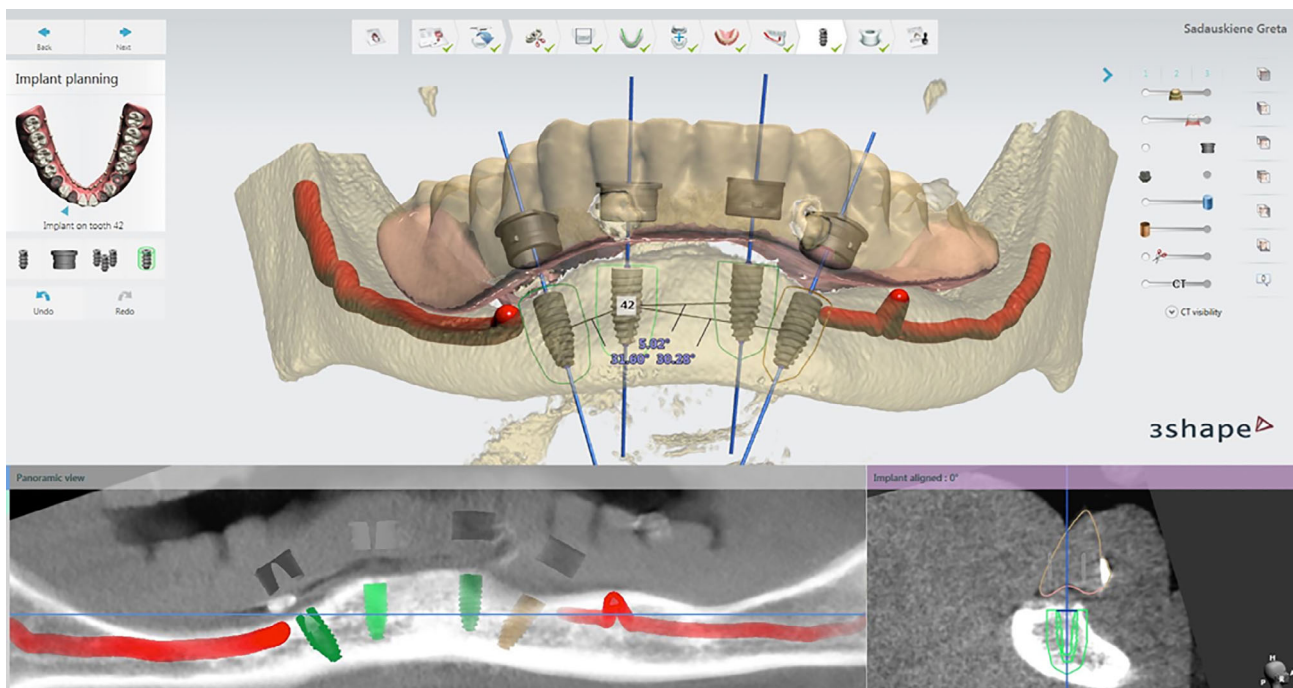 Back
Next
Sadauskiene Greta
Implant planning
Implant on tooth 42
Undo
Redo
1 2 3
CT
CT visibility
42
5.02°
31.60° 30.28°
3shape
Panoramic view
Implant aligned : 0°
H
P